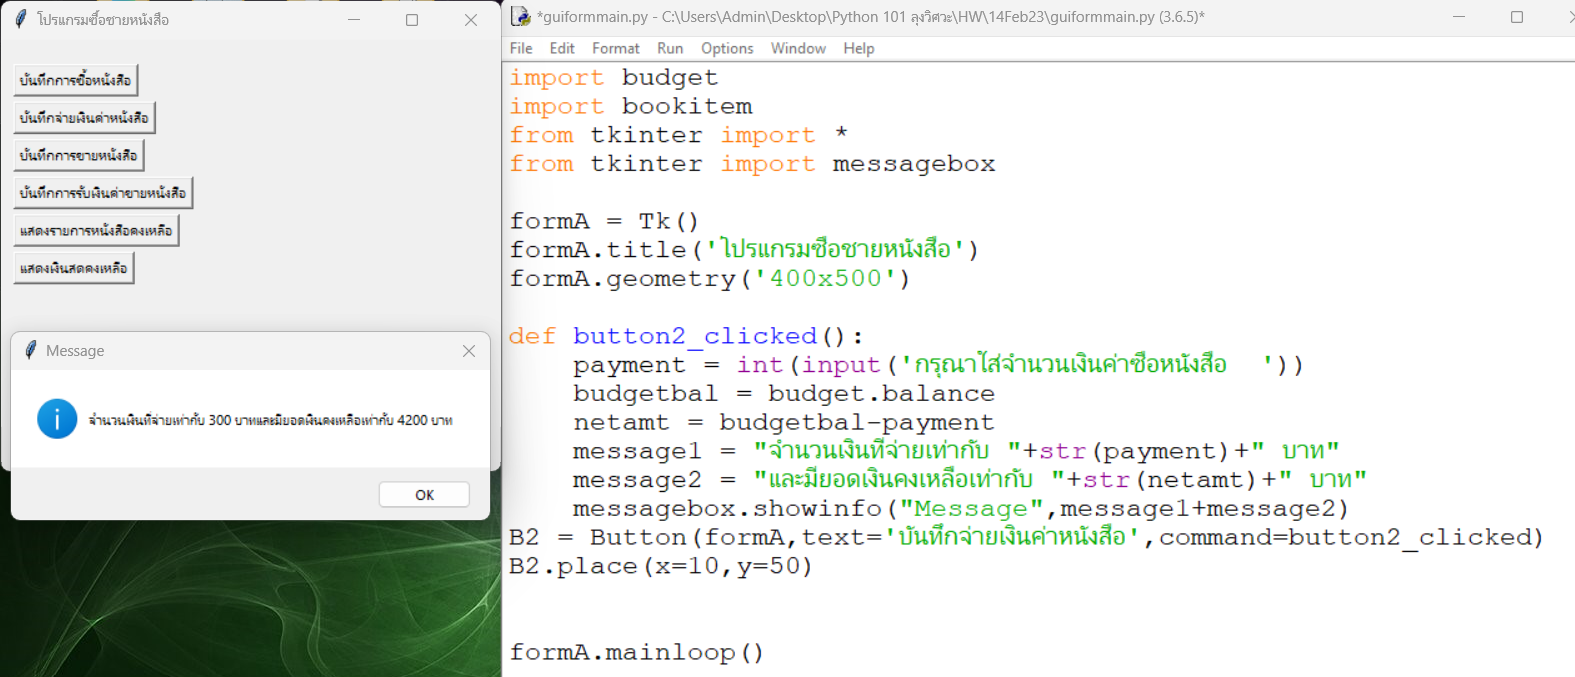 โปรแกรมซื้อขายหนังสือ
บันทึกการซื้อหนังสือ
บันทึกจ่ายเงินค่าหนังสือ
บันทึกการขายหนังสือ
บันทึกการรับเงินค่าขายหนังสือ
แสดงรายการหนังสือคงเหลือ
แสดงเงินสดคงเหลือ
Message
จำนวนเงินที่จ่ายเท่ากับ 300 บาทและมียอดเงินคงเหลือเท่ากับ 4200 บาท
OK
*guiformmain.py - C:\Users\Admin\Desktop\Python 101 ลุงวิศวะ\HW\14Feb23\guiformmain.py (3.6.5)*
File Edit Format Run Options Window Help
import budget
import bookitem
from tkinter import *
from tkinter import messagebox
formA = Tk()
formA.title('โปรแกรมซื้อขายหนังสือ')
formA.geometry('400x500')
def button2_clicked():
    payment = int(input('กรุณาใส่จำนวนเงินค่าซื้อหนังสือ  '))
    budgetbal = budget.balance
    netamt = budgetbal-payment
    message1 = "จำนวนเงินที่จ่ายเท่ากับ "+str(payment)+" บาท"
    message2 = "และมียอดเงินคงเหลือเท่ากับ "+str(netamt)+" บาท"
    messagebox.showinfo("Message",message1+message2)
B2 = Button(formA,text='บันทึกจ่ายเงินค่าหนังสือ',command=button2_clicked)
B2.place(x=10,y=50)
formA.mainloop()